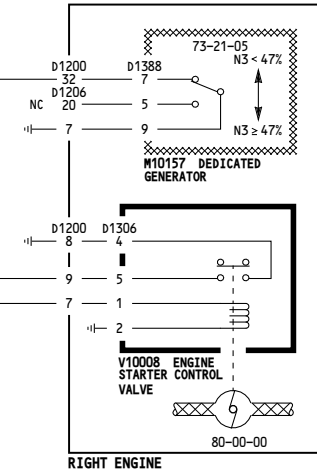 73-21-05
N3 < 47%
D1200 D1388
32 7
D1206
NC 20 5
7 9
N3 ≥ 47%
M10157 DEDICATED
GENERATOR
D1200 D1306
8 4
9 5
7 1
2
V10008 ENGINE
STARTER CONTROL
VALVE
80-00-00
RIGHT ENGINE